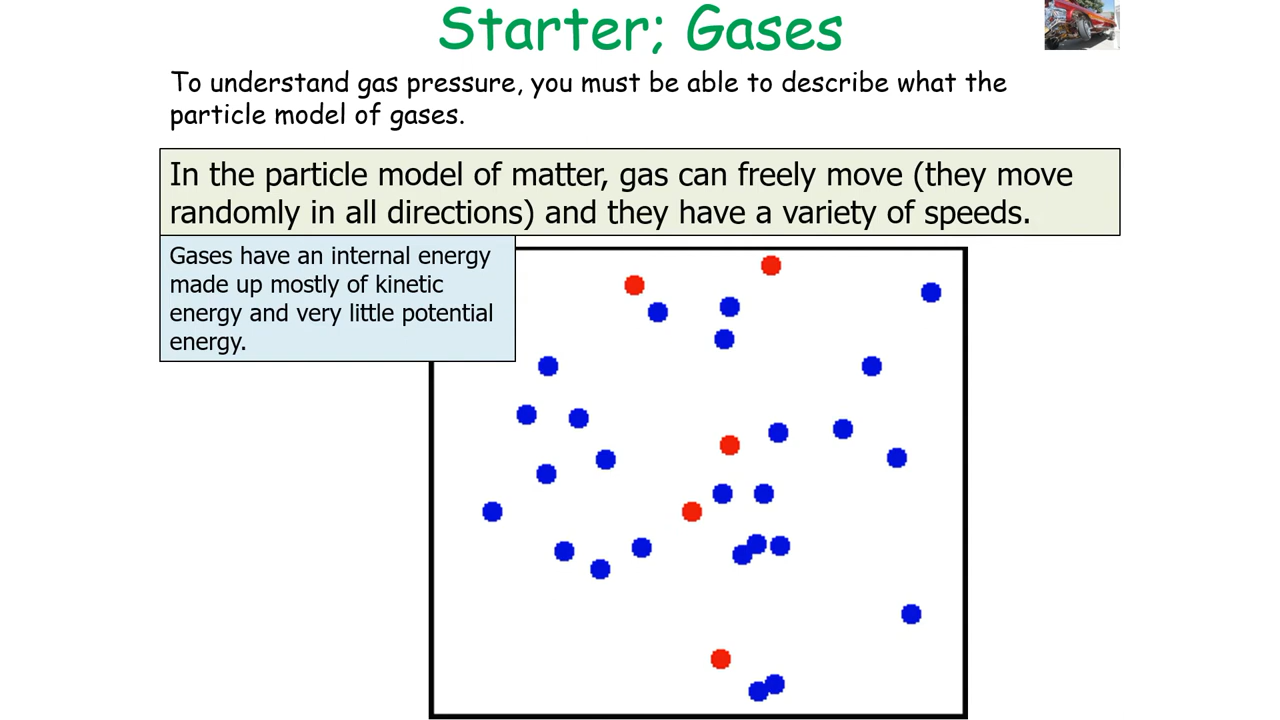 Starter; Gases
To understand gas pressure, you must be able to describe what the
particle model of gases.
In the particle model of matter, gas can freely move (they move
randomly in all directions) and they have a variety of speeds.
Gases have an internal energy
made up mostly of kinetic
energy and very little potential
energy.